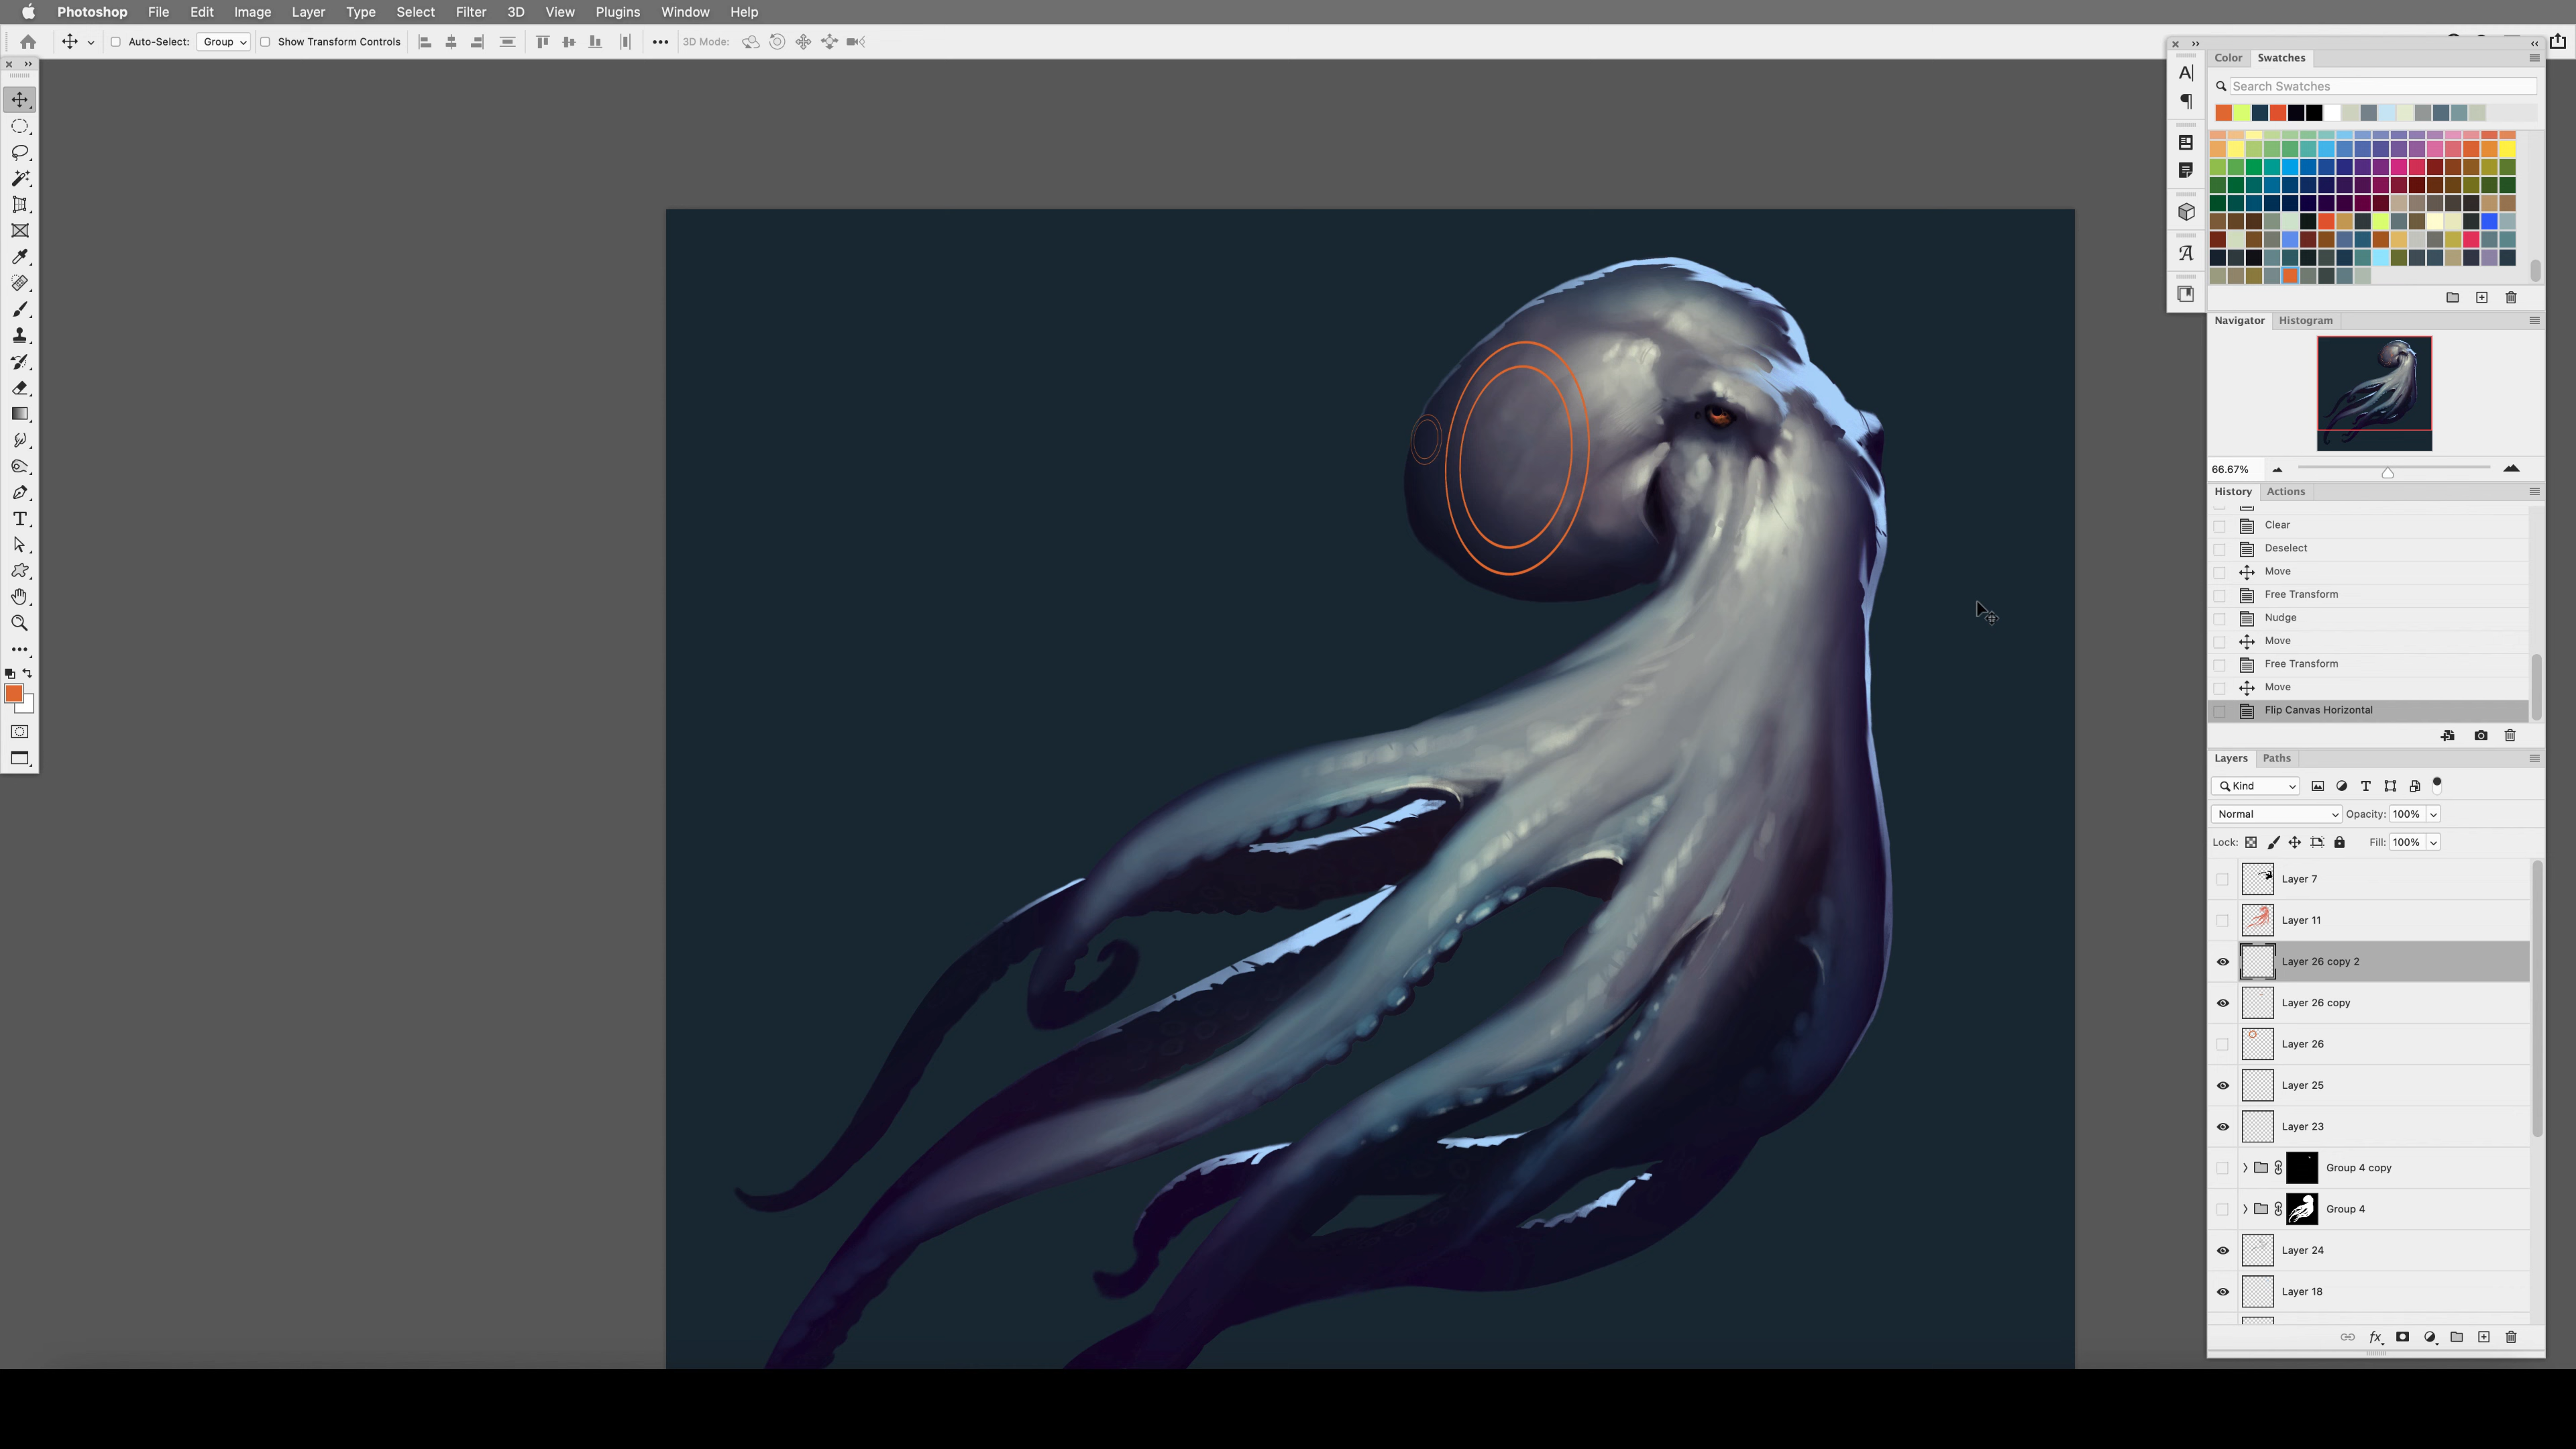 Photoshop File Edit Image Layer Type Select Filter 3D View Plugins Window Help
Auto-Select: Group Show Transform Controls 3D Mode:
Color Swatches
Search Swatches
Navigator Histogram
66.67%
History Actions
Clear
Deselect
Move
Free Transform
Nudge
Move
Free Transform
Move
Flip Canvas Horizontal
Layers Paths
Kind
Normal Opacity: 100%
Lock: Fill: 100%
Layer 7
Layer 11
Layer 26 copy 2
Layer 26 copy
Layer 26
Layer 25
Layer 23
Group 4 copy
Group 4
Layer 24
Layer 18